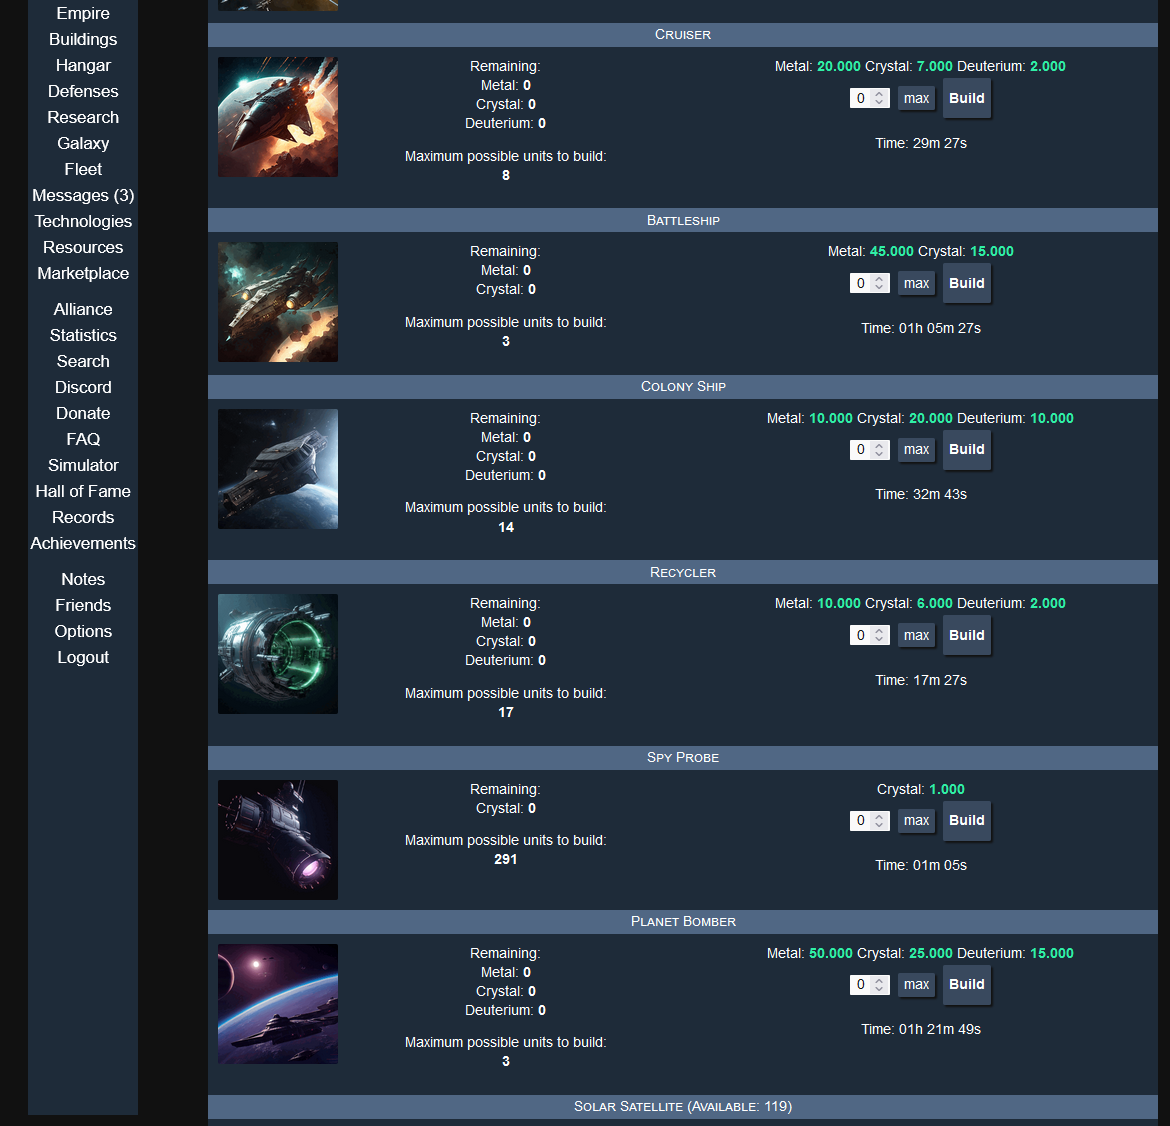 Empire
Buildings
Hangar
Defenses
Research
Galaxy
Fleet
Messages (3)
Technologies
Resources
Marketplace
Alliance
Statistics
Search
Discord
Donate
FAQ
Simulator
Hall of Fame
Records
Achievements
Notes
Friends
Options
Logout
Cruiser
Remaining:
Metal: 0
Crystal: 0
Deuterium: 0
Maximum possible units to build:
8
Metal: 20.000 Crystal: 7.000 Deuterium: 2.000
0 max Build
Time: 29m 27s
Battleship
Remaining:
Metal: 0
Crystal: 0
Maximum possible units to build:
3
Metal: 45.000 Crystal: 15.000
0 max Build
Time: 01h 05m 27s
Colony Ship
Remaining:
Metal: 0
Crystal: 0
Deuterium: 0
Maximum possible units to build:
14
Metal: 10.000 Crystal: 20.000 Deuterium: 10.000
0 max Build
Time: 32m 43s
Recycler
Remaining:
Metal: 0
Crystal: 0
Deuterium: 0
Maximum possible units to build:
17
Metal: 10.000 Crystal: 6.000 Deuterium: 2.000
0 max Build
Time: 17m 27s
Spy Probe
Remaining:
Crystal: 0
Maximum possible units to build:
291
Crystal: 1.000
0 max Build
Time: 01m 05s
Planet Bomber
Remaining:
Metal: 0
Crystal: 0
Deuterium: 0
Maximum possible units to build:
3
Metal: 50.000 Crystal: 25.000 Deuterium: 15.000
0 max Build
Time: 01h 21m 49s
Solar Satellite (Available: 119)